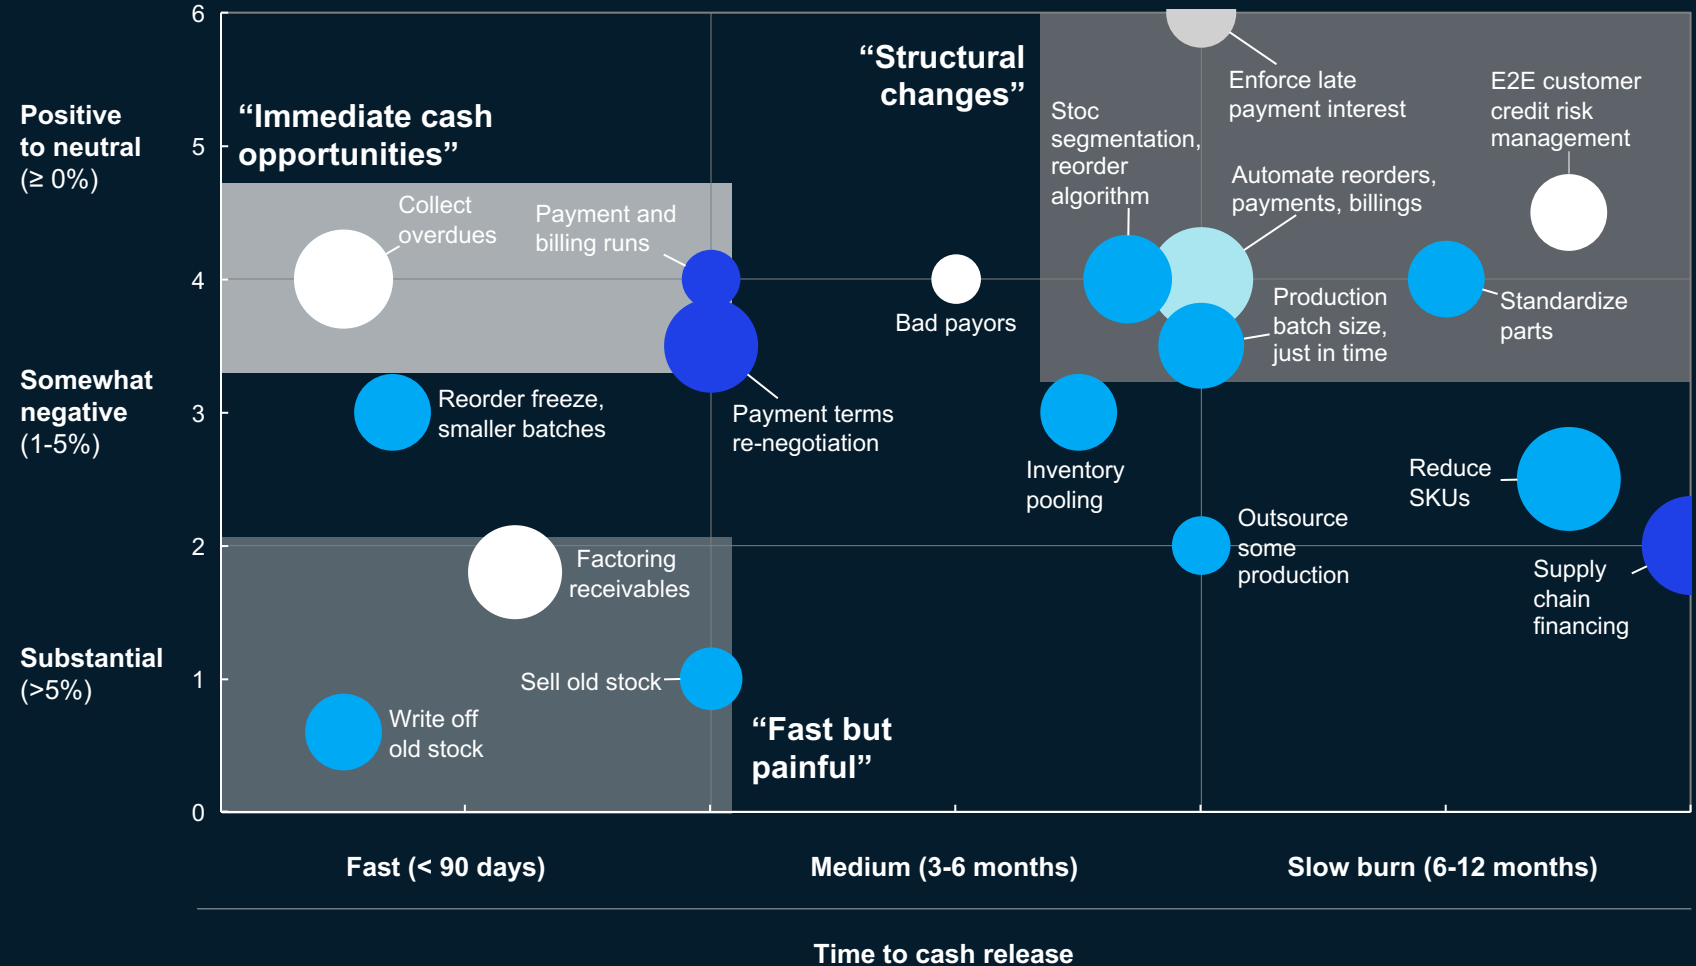 6
5
4
3
2
1
0
Positive
to neutral
(≥ 0%)
Somewhat
negative
(1-5%)
Substantial
(>5%)
“Immediate cash
opportunities”
Collect
overdues
Payment and
billing runs
Reorder freeze,
smaller batches
Payment terms
re-negotiation
Factoring
receivables
Sell old stock
Write off
old stock
“Fast but
painful”
“Structural
changes”
Bad payors
Stoc
segmentation,
reorder
algorithm
Enforce late
payment interest
E2E customer
credit risk
management
Automate reorders,
payments, billings
Production
batch size,
just in time
Standardize
parts
Inventory
pooling
Outsource
some
production
Reduce
SKUs
Supply
chain
financing
Fast (< 90 days)
Medium (3-6 months)
Slow burn (6-12 months)
Time to cash release